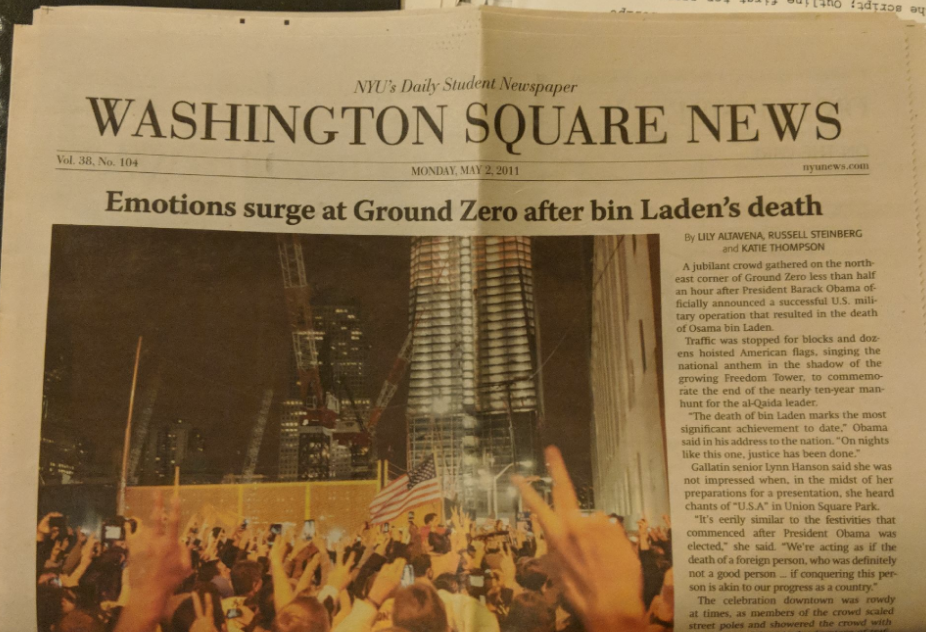 NYU's Daily Student Newspaper
WASHINGTON SQUARE NEWS
Vol. 38, No. 104
MONDAY, MAY 2, 2011
nyunews.com
Emotions surge at Ground Zero after bin Laden's death
By LILY ALTAVENA, RUSSELL STEINBERG
and KATIE THOMPSON
A jubilant crowd gathered on the north-
east corner of Ground Zero less than half
an hour after President Barack Obama of-
ficially announced a successful U.S. mili-
tary operation that resulted in the death
of Osama bin Laden.
Traffic was stopped for blocks and doz-
ens hoisted American flags, singing the
national anthem in the shadow of the
growing Freedom Tower, to commemo-
rate the end of the nearly ten-year man-
hunt for the al-Qaida leader.
"The death of bin Laden marks the most
significant achievement to date," Obama
said in his address to the nation. "On nights
like this one, justice has been done."
Gallatin senior Lynn Hanson said she was
not impressed when, in the midst of her
preparations for a presentation, she heard
chants of "U.S.A" in Union Square Park.
"It's eerily similar to the festivities that
commenced after President Obama was
elected," she said. "We're acting as if the
death of a foreign person, who was definitely
not a good person ... if conquering this per-
son is akin to our progress as a country."
The celebration downtown was rowdy
at times, as members of the crowd scaled
street poles and showered the crowd with